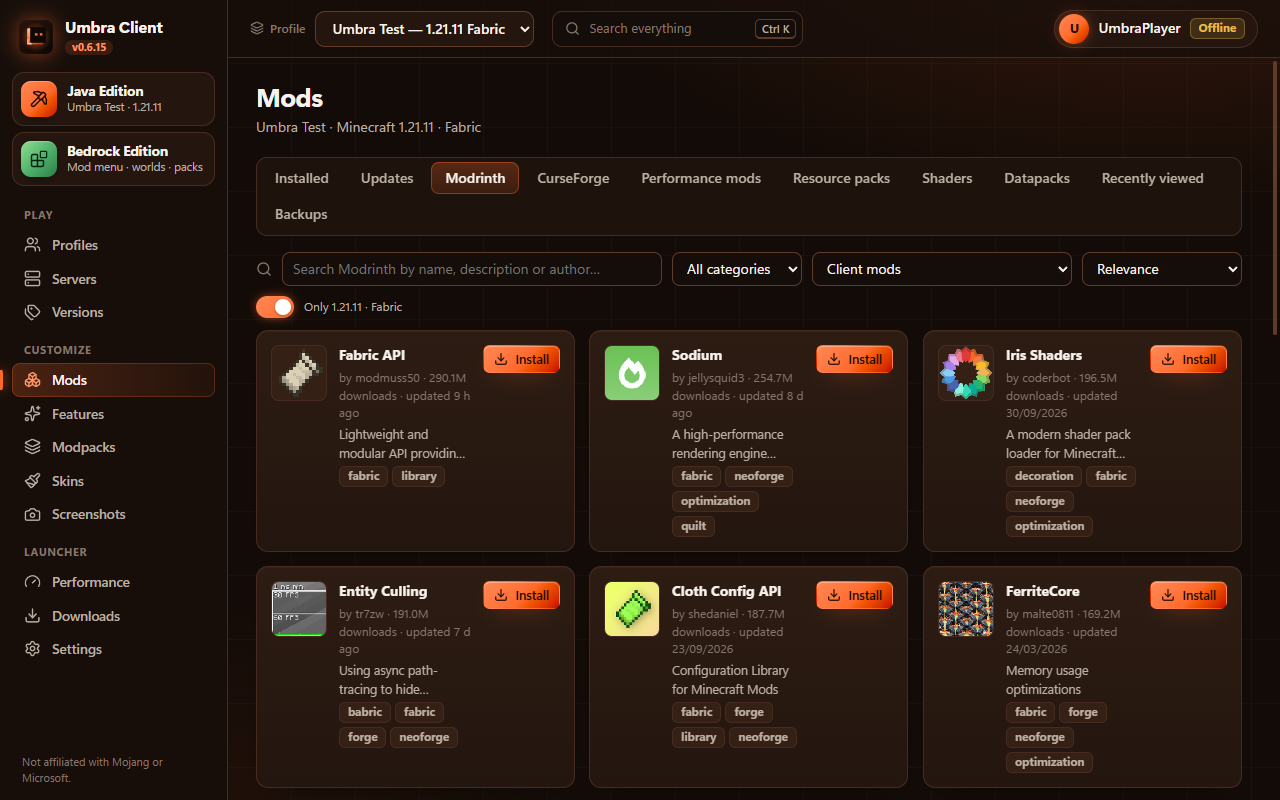 Umbra Client
v0.6.15
Java Edition
Umbra Test · 1.21.11
Bedrock Edition
Mod menu · worlds · packs
PLAY
Profiles
Servers
Versions
CUSTOMIZE
Mods
Features
Modpacks
Skins
Screenshots
LAUNCHER
Performance
Downloads
Settings
Not affiliated with Mojang or
Microsoft.
Profile
Umbra Test — 1.21.11 Fabric
Search everything
Ctrl K
U
UmbraPlayer
Offline
Mods
Umbra Test · Minecraft 1.21.11 · Fabric
Installed
Updates
Modrinth
CurseForge
Performance mods
Resource packs
Shaders
Datapacks
Recently viewed
Backups
Search Modrinth by name, description or author...
All categories
Client mods
Relevance
Only 1.21.11 · Fabric
Fabric API
Install
by modmuss50 · 290.1M
downloads · updated 9 h
ago
Lightweight and
modular API providin...
fabric
library
Sodium
Install
by jellysquid3 · 254.7M
downloads · updated 8 d
ago
A high-performance
rendering engine...
fabric
neoforge
optimization
quilt
Iris Shaders
Install
by coderbot · 196.5M
downloads · updated
30/09/2026
A modern shader pack
loader for Minecraft...
decoration
fabric
neoforge
optimization
Entity Culling
Install
by tr7zw · 191.0M
downloads · updated 7 d
ago
Using async path-
tracing to hide...
babric
fabric
forge
neoforge
Cloth Config API
Install
by shedaniel · 187.7M
downloads · updated
23/09/2026
Configuration Library
for Minecraft Mods
fabric
forge
library
neoforge
FerriteCore
Install
by malte0811 · 169.2M
downloads · updated
24/03/2026
Memory usage
optimizations
fabric
forge
neoforge
optimization